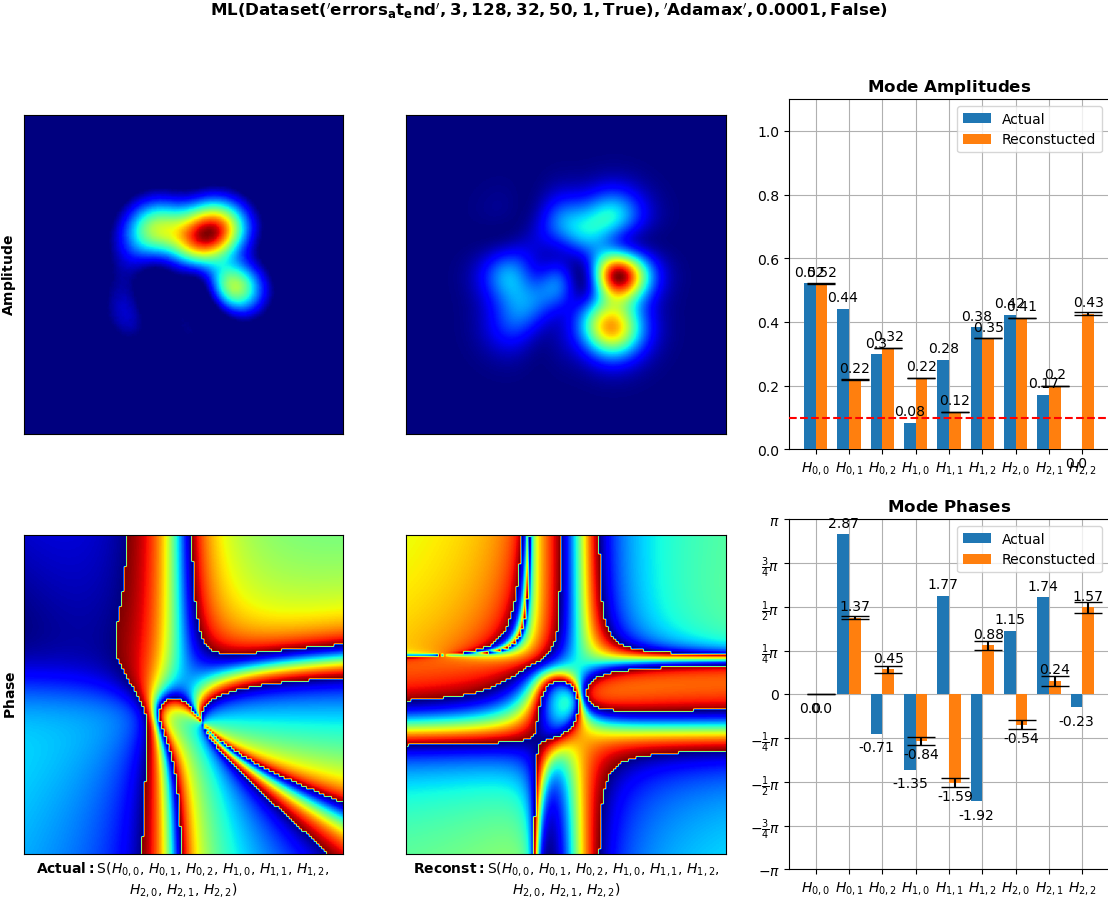 ML(Dataset('errors_at_end', 3, 128, 32, 50, 1, True), 'Adamax', 0.0001, False)
Amplitude
Mode Amplitudes
Actual
Reconstucted
1.0
0.8
0.6
0.4
0.2
0.0
0.52 0.52
0.44 0.22
0.3 0.32
0.08 0.22
0.28 0.12
0.38 0.35
0.42 0.41
0.17 0.2
0.0 0.43
H0,0 H0,1 H0,2 H1,0 H1,1 H1,2 H2,0 H2,1 H2,2
Phase
Mode Phases
Actual
Reconstucted
π
3/4π
1/2π
1/4π
0
−1/4π
−1/2π
−3/4π
−π
0.0 0.0
2.87 1.37
-0.71 0.45
-1.35 -0.84
1.77 -1.59
-1.92 0.88
1.15 -0.54
1.74 0.24
-0.23 1.57
H0,0 H0,1 H0,2 H1,0 H1,1 H1,2 H2,0 H2,1 H2,2
Actual: S(H0,0, H0,1, H0,2, H1,0, H1,1, H1,2,
H2,0, H2,1, H2,2)
Reconst: S(H0,0, H0,1, H0,2, H1,0, H1,1, H1,2,
H2,0, H2,1, H2,2)